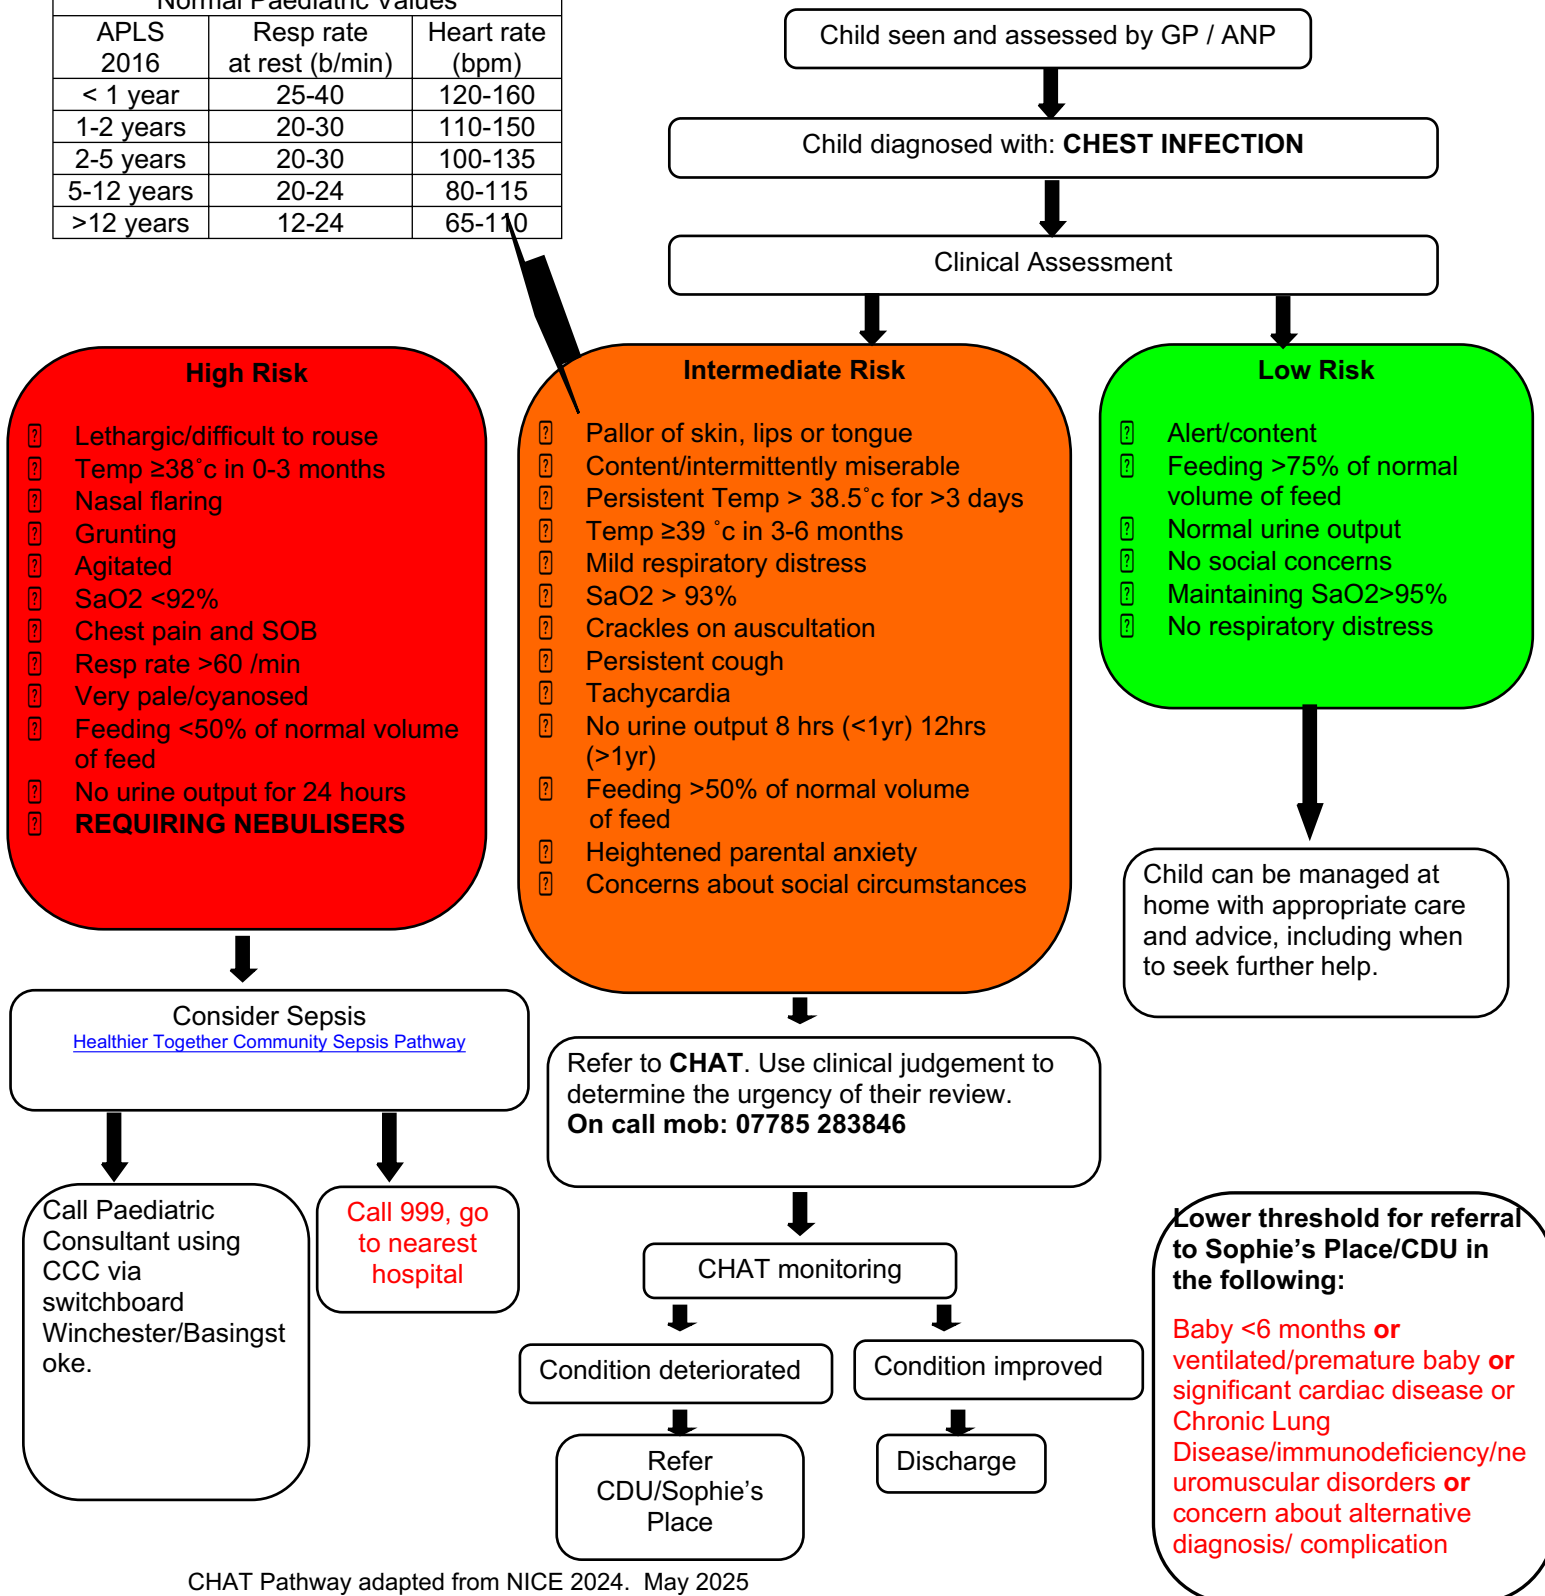 Normal Paediatric Values
APLS 2016 Resp rate at rest (b/min) Heart rate (bpm)
< 1 year 25-40 120-160
1-2 years 20-30 110-150
2-5 years 20-30 100-135
5-12 years 20-24 80-115
>12 years 12-24 65-110
Child seen and assessed by GP / ANP
Child diagnosed with: CHEST INFECTION
Clinical Assessment
High Risk
Lethargic/difficult to rouse
Temp ≥38˚c in 0-3 months
Nasal flaring
Grunting
Agitated
SaO2 <92%
Chest pain and SOB
Resp rate >60 /min
Very pale/cyanosed
Feeding <50% of normal volume
of feed
No urine output for 24 hours
REQUIRING NEBULISERS
Intermediate Risk
Pallor of skin, lips or tongue
Content/intermittently miserable
Persistent Temp > 38.5˚c for >3 days
Temp ≥39 ˚c in 3-6 months
Mild respiratory distress
SaO2 > 93%
Crackles on auscultation
Persistent cough
Tachycardia
No urine output 8 hrs (<1yr) 12hrs
(>1yr)
Feeding >50% of normal volume
of feed
Heightened parental anxiety
Concerns about social circumstances
Low Risk
Alert/content
Feeding >75% of normal
volume of feed
Normal urine output
No social concerns
Maintaining SaO2>95%
No respiratory distress
Child can be managed at
home with appropriate care
and advice, including when
to seek further help.
Consider Sepsis
Healthier Together Community Sepsis Pathway
Call Paediatric
Consultant using
CCC via
switchboard
Winchester/Basingst
oke.
Call 999, go
to nearest
hospital
Refer to CHAT. Use clinical judgement to
determine the urgency of their review.
On call mob: 07785 283846
CHAT monitoring
Condition deteriorated
Condition improved
Refer
CDU/Sophie’s
Place
Discharge
Lower threshold for referral
to Sophie’s Place/CDU in
the following:
Baby <6 months or
ventilated/premature baby or
significant cardiac disease or
Chronic Lung
Disease/immunodeficiency/ne
uromuscular disorders or
concern about alternative
diagnosis/ complication
CHAT Pathway adapted from NICE 2024. May 2025